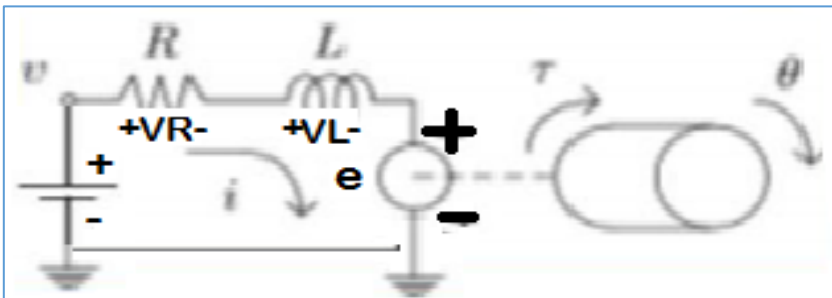 R L
v τ θ
+VR- +VL- +
+ e
i
- -